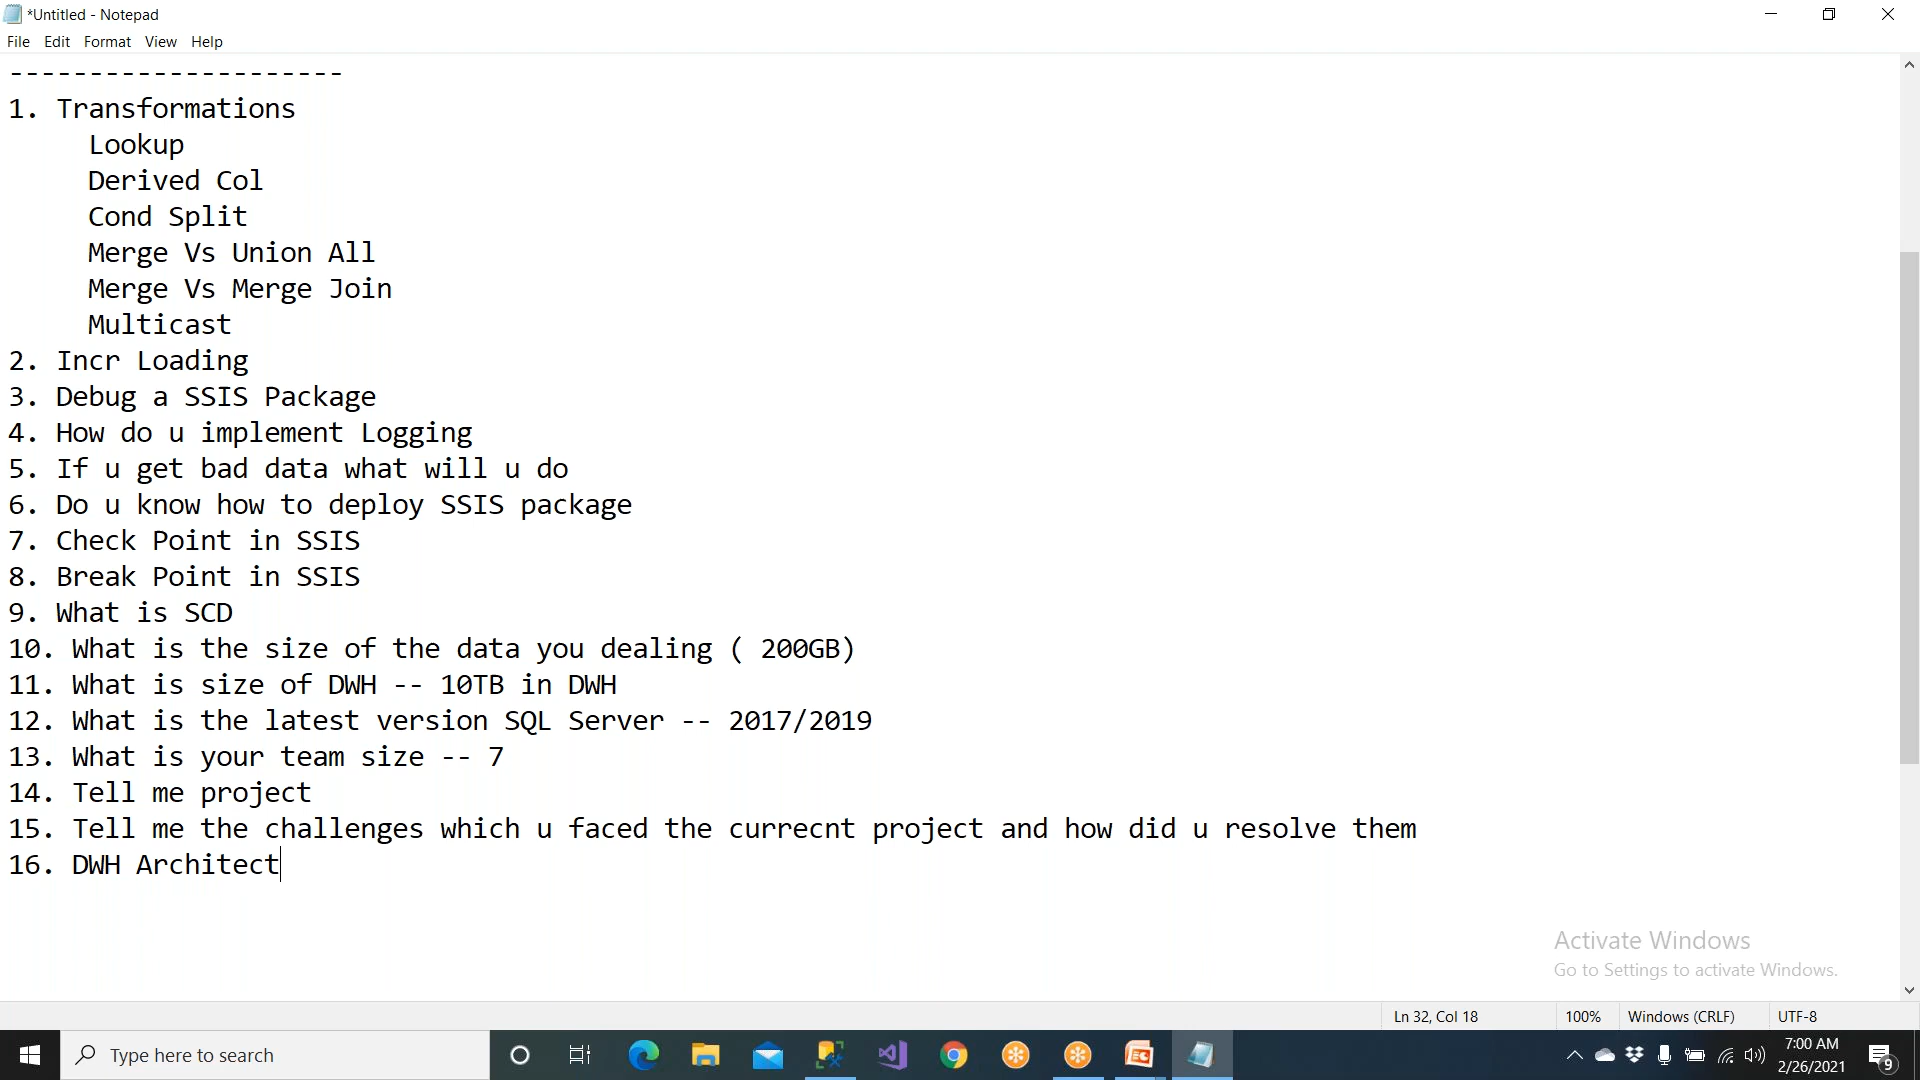 *Untitled - Notepad
File Edit Format View Help
---------------------
1. Transformations
Lookup
Derived Col
Cond Split
Merge Vs Union All
Merge Vs Merge Join
Multicast
2. Incr Loading
3. Debug a SSIS Package
4. How do u implement Logging
5. If u get bad data what will u do
6. Do u know how to deploy SSIS package
7. Check Point in SSIS
8. Break Point in SSIS
9. What is SCD
10. What is the size of the data you dealing ( 200GB)
11. What is size of DWH -- 10TB in DWH
12. What is the latest version SQL Server -- 2017/2019
13. What is your team size -- 7
14. Tell me project
15. Tell me the challenges which u faced the currecnt project and how did u resolve them
16. DWH Architect
Activate Windows
Go to Settings to activate Windows.
Ln 32, Col 18 100% Windows (CRLF) UTF-8
Type here to search
7:00 AM
2/26/2021
9